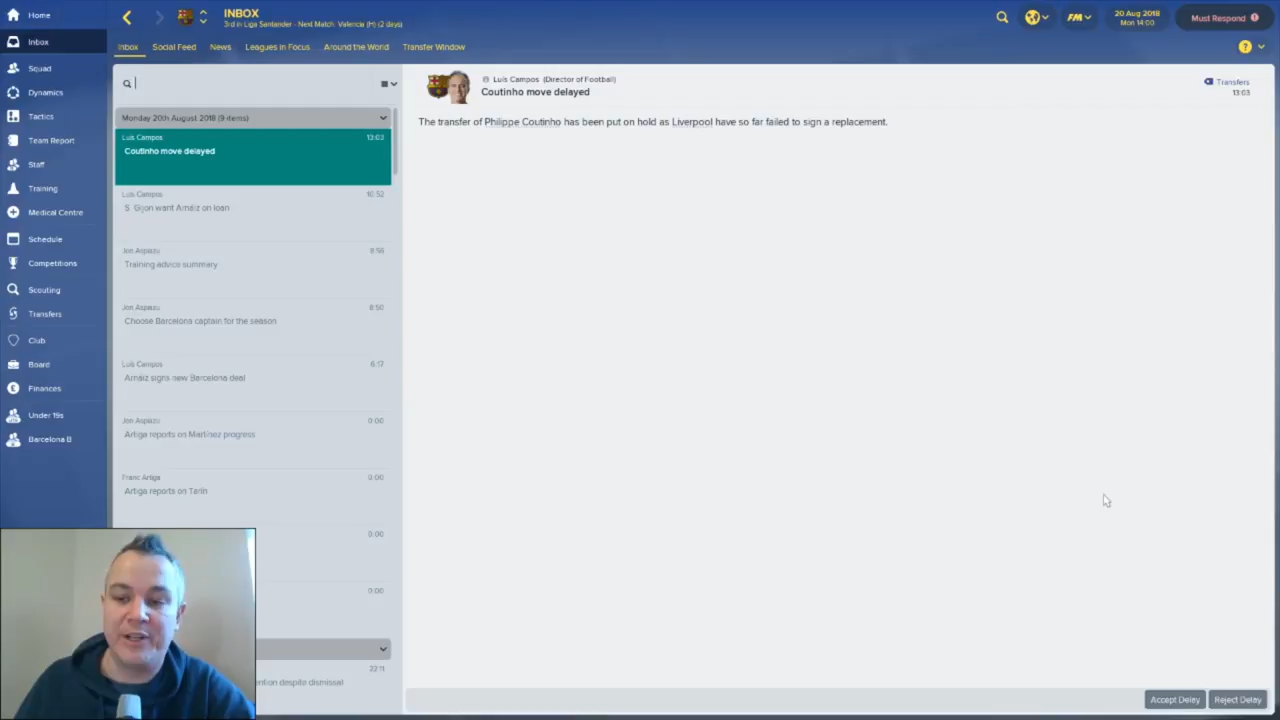 Home
Inbox
Squad
Dynamics
Tactics
Team Report
Staff
Training
Medical Centre
Schedule
Competitions
Scouting
Transfers
Club
Board
Finances
Under 19s
Barcelona B
INBOX
3rd in Liga Santander - Next Match: Valencia (H) (2 days)
FM
20 Aug 2018
Mon 14:00
Must Respond
Inbox
Social Feed
News
Leagues in Focus
Around the World
Transfer Window
?
Monday 20th August 2018 (9 items)
Luis Campos 13:03
Coutinho move delayed
Luis Campos 10:52
S. Gijon want Arnáiz on loan
Jon Aspiazu 8:56
Training advice summary
Jon Aspiazu 8:50
Choose Barcelona captain for the season
Luis Campos 6:17
Arnáiz signs new Barcelona deal
Jon Aspiazu 0:00
Artiga reports on Martínez progress
Franc Artiga 0:00
Artiga reports on Tarín
0:00
0:00
22:11
despite dismissal
Luis Campos (Director of Football)
Coutinho move delayed
Transfers
13:03
The transfer of Philippe Coutinho has been put on hold as Liverpool have so far failed to sign a replacement.
Accept Delay
Reject Delay